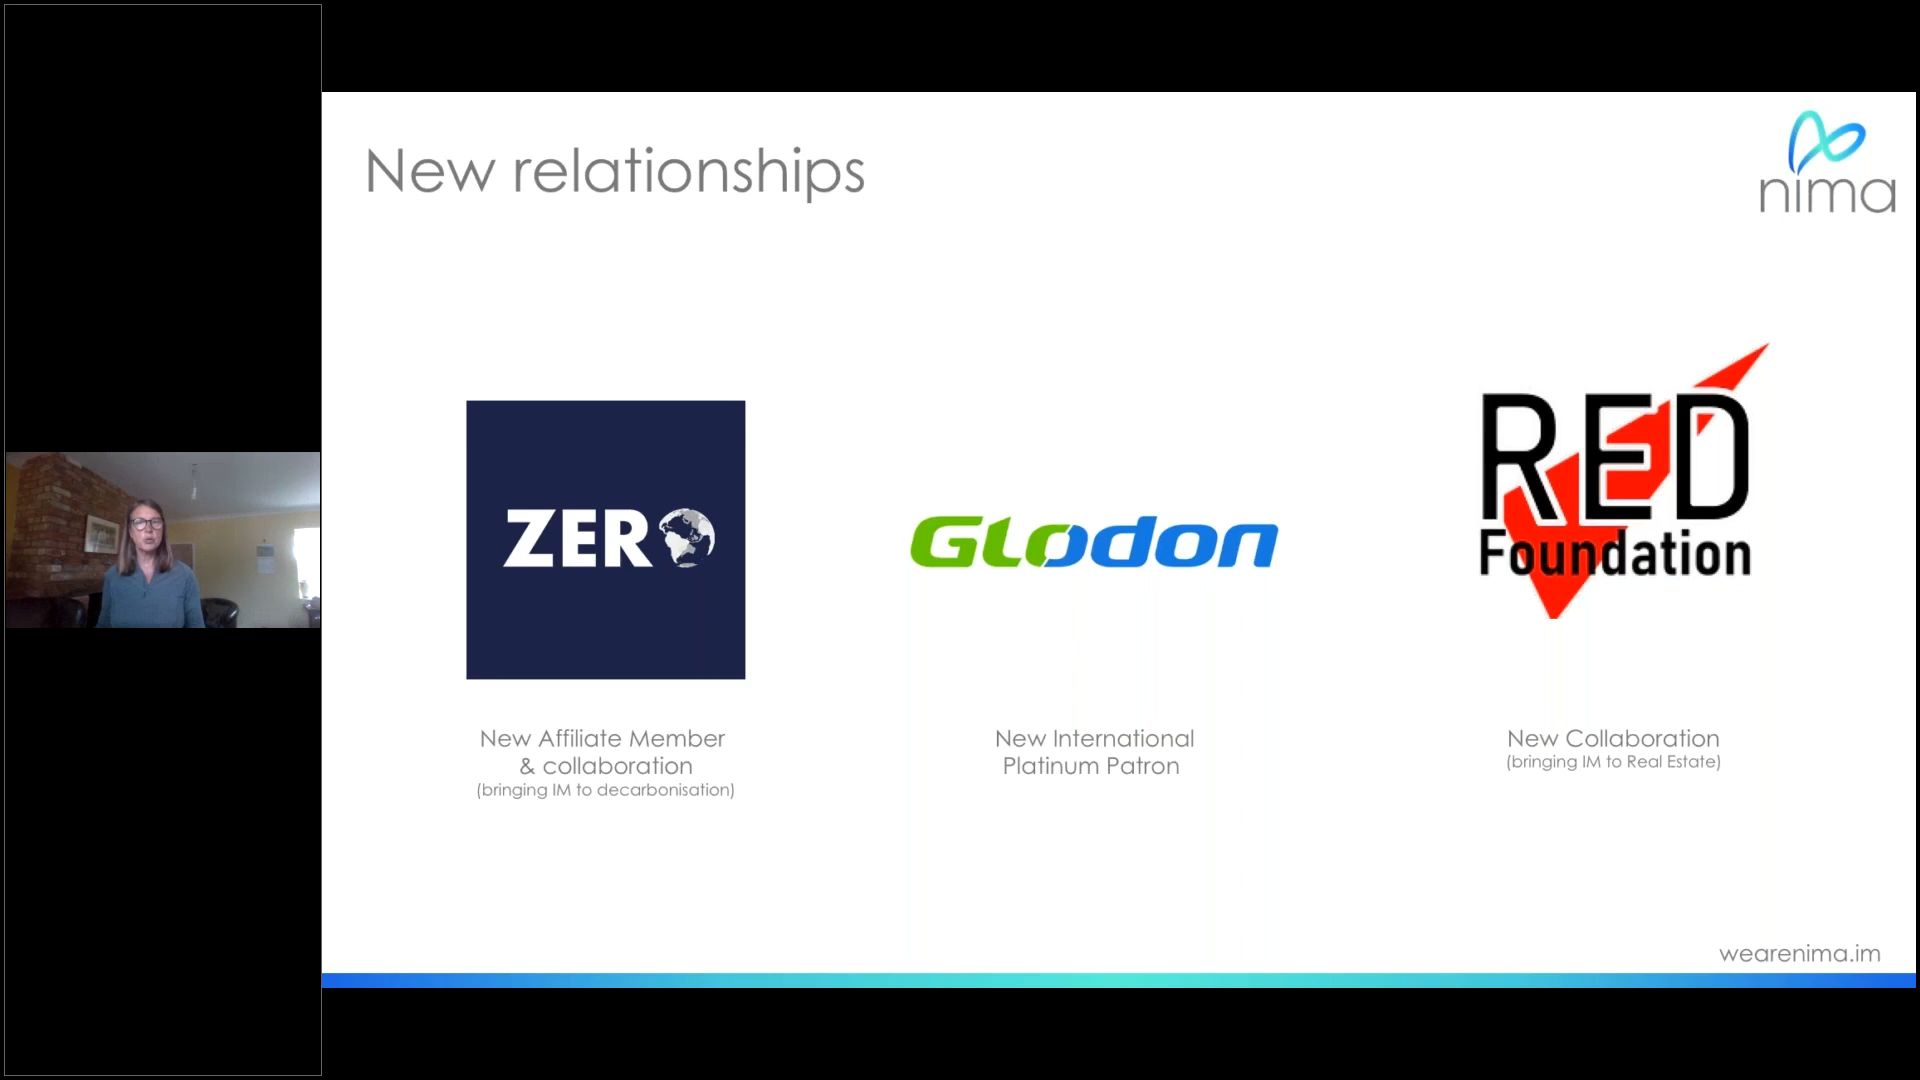 New relationships
nima
ZERO
GLodon
RED
Foundation
New Affiliate Member
& collaboration
(bringing IM to decarbonisation)
New International
Platinum Patron
New Collaboration
(bringing IM to Real Estate)
wearenima.im